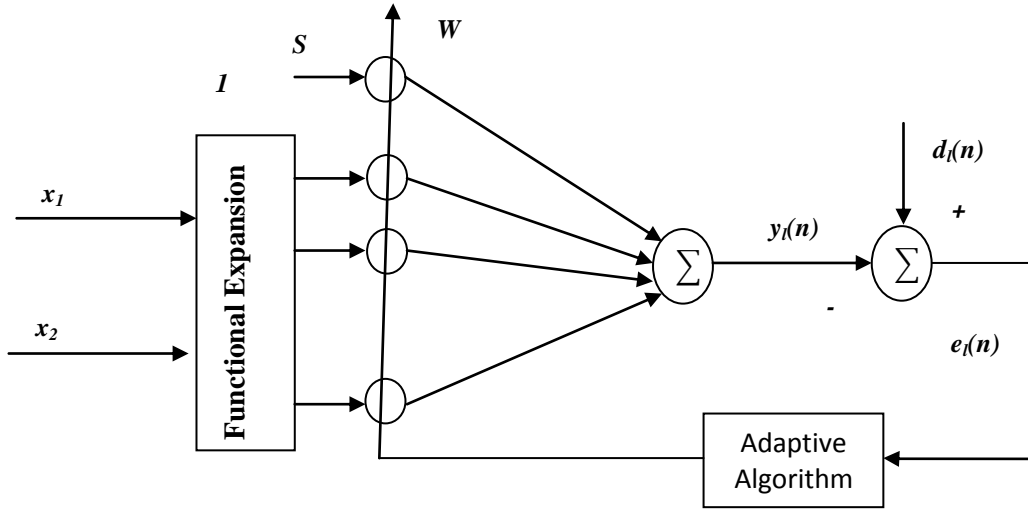 W
S
1
Functional Expansion
x₁
x₂
Σ
yₗ(n)
dₗ(n)
+
Σ
-
eₗ(n)
Adaptive
Algorithm